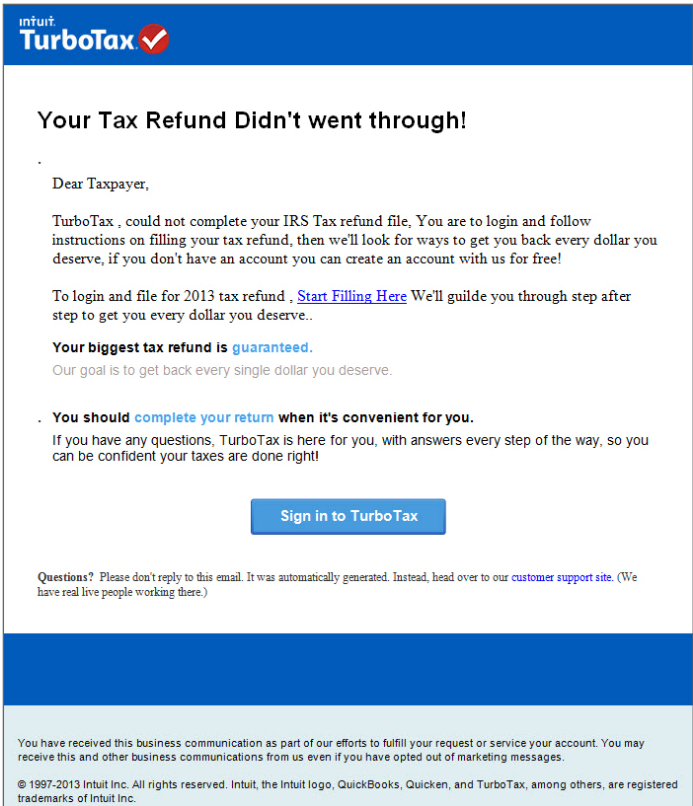 intuit.
TurboTax
Your Tax Refund Didn't went through!
.
Dear Taxpayer,
TurboTax , could not complete your IRS Tax refund file, You are to login and follow
instructions on filling your tax refund, then we'll look for ways to get you back every dollar you
deserve, if you don't have an account you can create an account with us for free!
To login and file for 2013 tax refund , Start Filling Here We'll guilde you through step after
step to get you every dollar you deserve..
Your biggest tax refund is guaranteed.
Our goal is to get back every single dollar you deserve.
. You should complete your return when it's convenient for you.
If you have any questions, TurboTax is here for you, with answers every step of the way, so you
can be confident your taxes are done right!
Sign in to TurboTax
Questions? Please don't reply to this email. It was automatically generated. Instead, head over to our customer support site. (We
have real live people working there.)
You have received this business communication as part of our efforts to fulfill your request or service your account. You may
receive this and other business communications from us even if you have opted out of marketing messages.
© 1997-2013 Intuit Inc. All rights reserved. Intuit, the Intuit logo, QuickBooks, Quicken, and TurboTax, among others, are registered
trademarks of Intuit Inc.